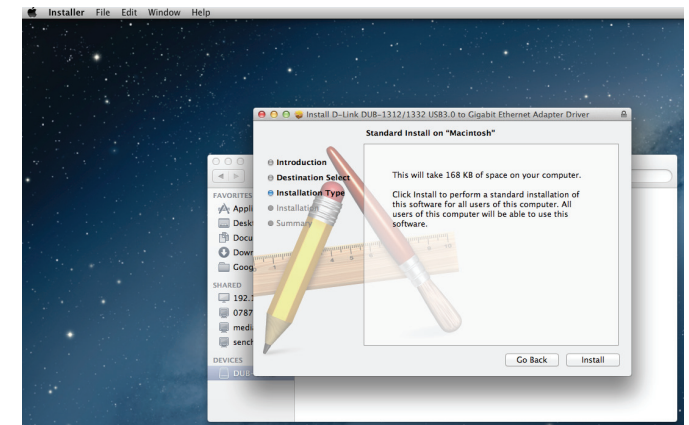 Installer File Edit Window Help
Install D-Link DUB-1312/1332 USB3.0 to Gigabit Ethernet Adapter Driver
Standard Install on “Macintosh”
Introduction
Destination Select
Installation Type
Installation
Summary
This will take 168 KB of space on your computer.
Click Install to perform a standard installation of
this software for all users of this computer. All
users of this computer will be able to use this
software.
Go Back Install
FAVORITES
Appli
Deskt
Docu
Down
Goog
SHARED
192.1
0787
media
sench
DEVICES
DUB-